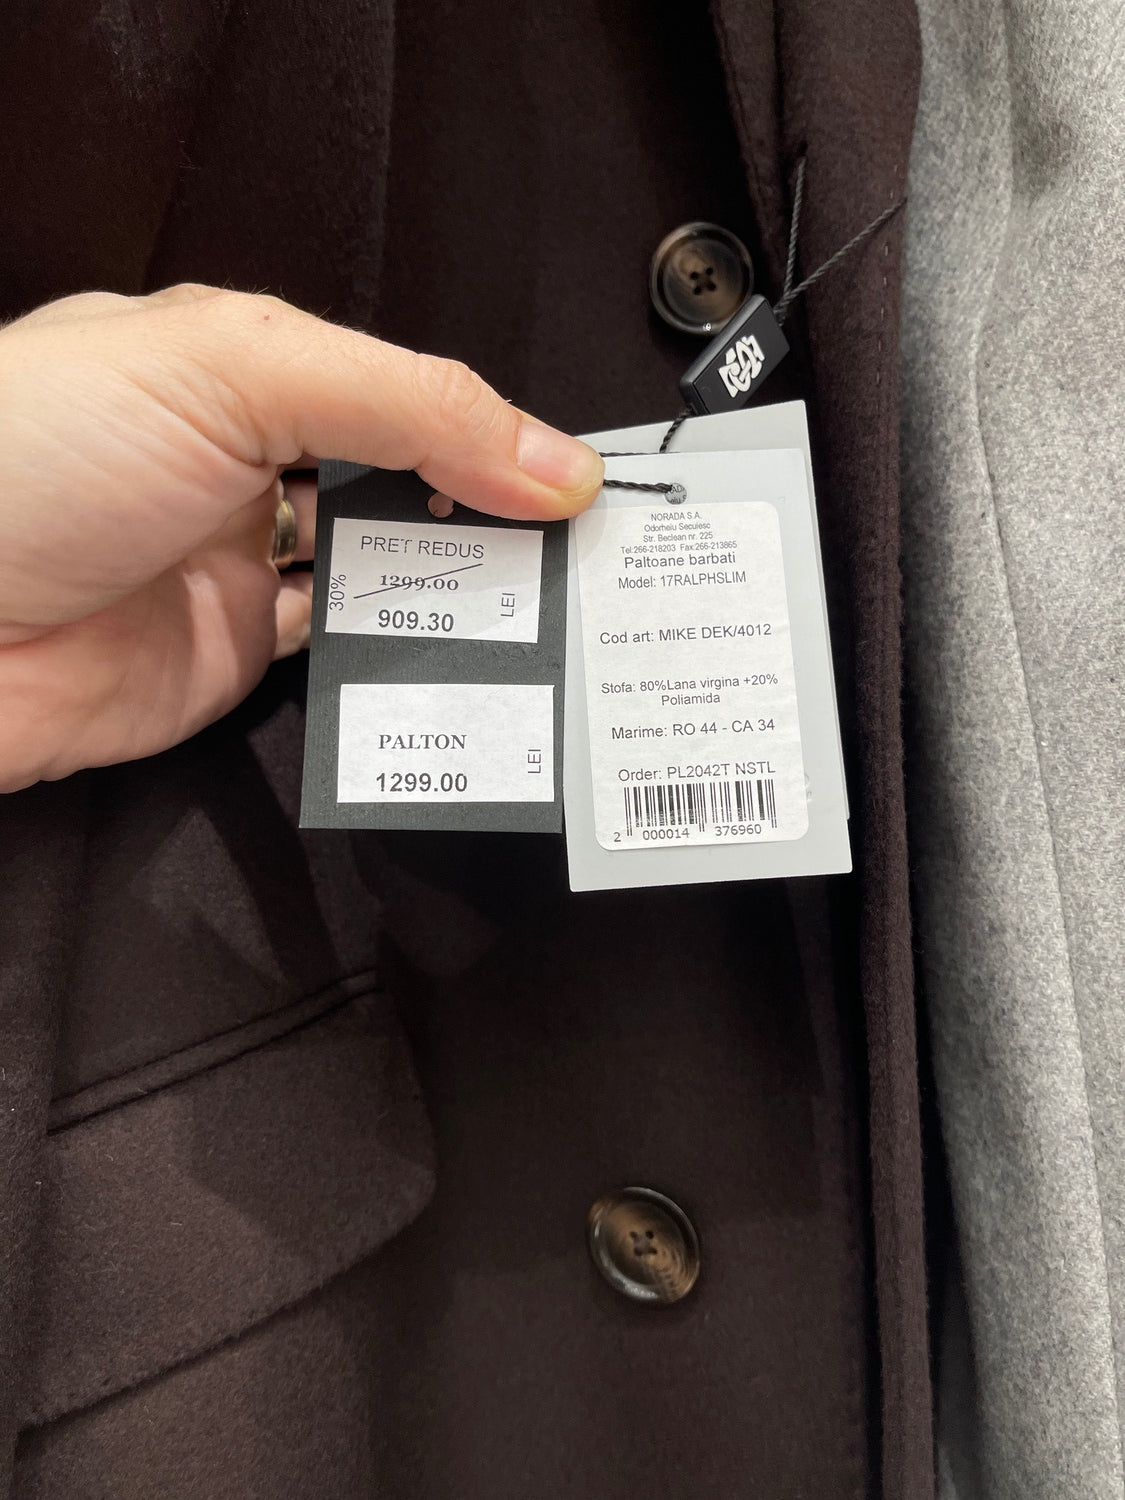 PRET REDUS
1299.00
30%
LEI
909.30
PALTON
LEI
1299.00
NORADA S.A.
Odorheiu Secuiesc
Str. Beclean nr. 225
Tel:266-218203 Fax:266-213865
Paltoane barbati
Model: 17RALPHSLIM
Cod art: MIKE DEK/4012
Stofa: 80%Lana virgina +20%
Poliamida
Marime: RO 44 - CA 34
Order: PL2042T NSTL
2 000014 376960